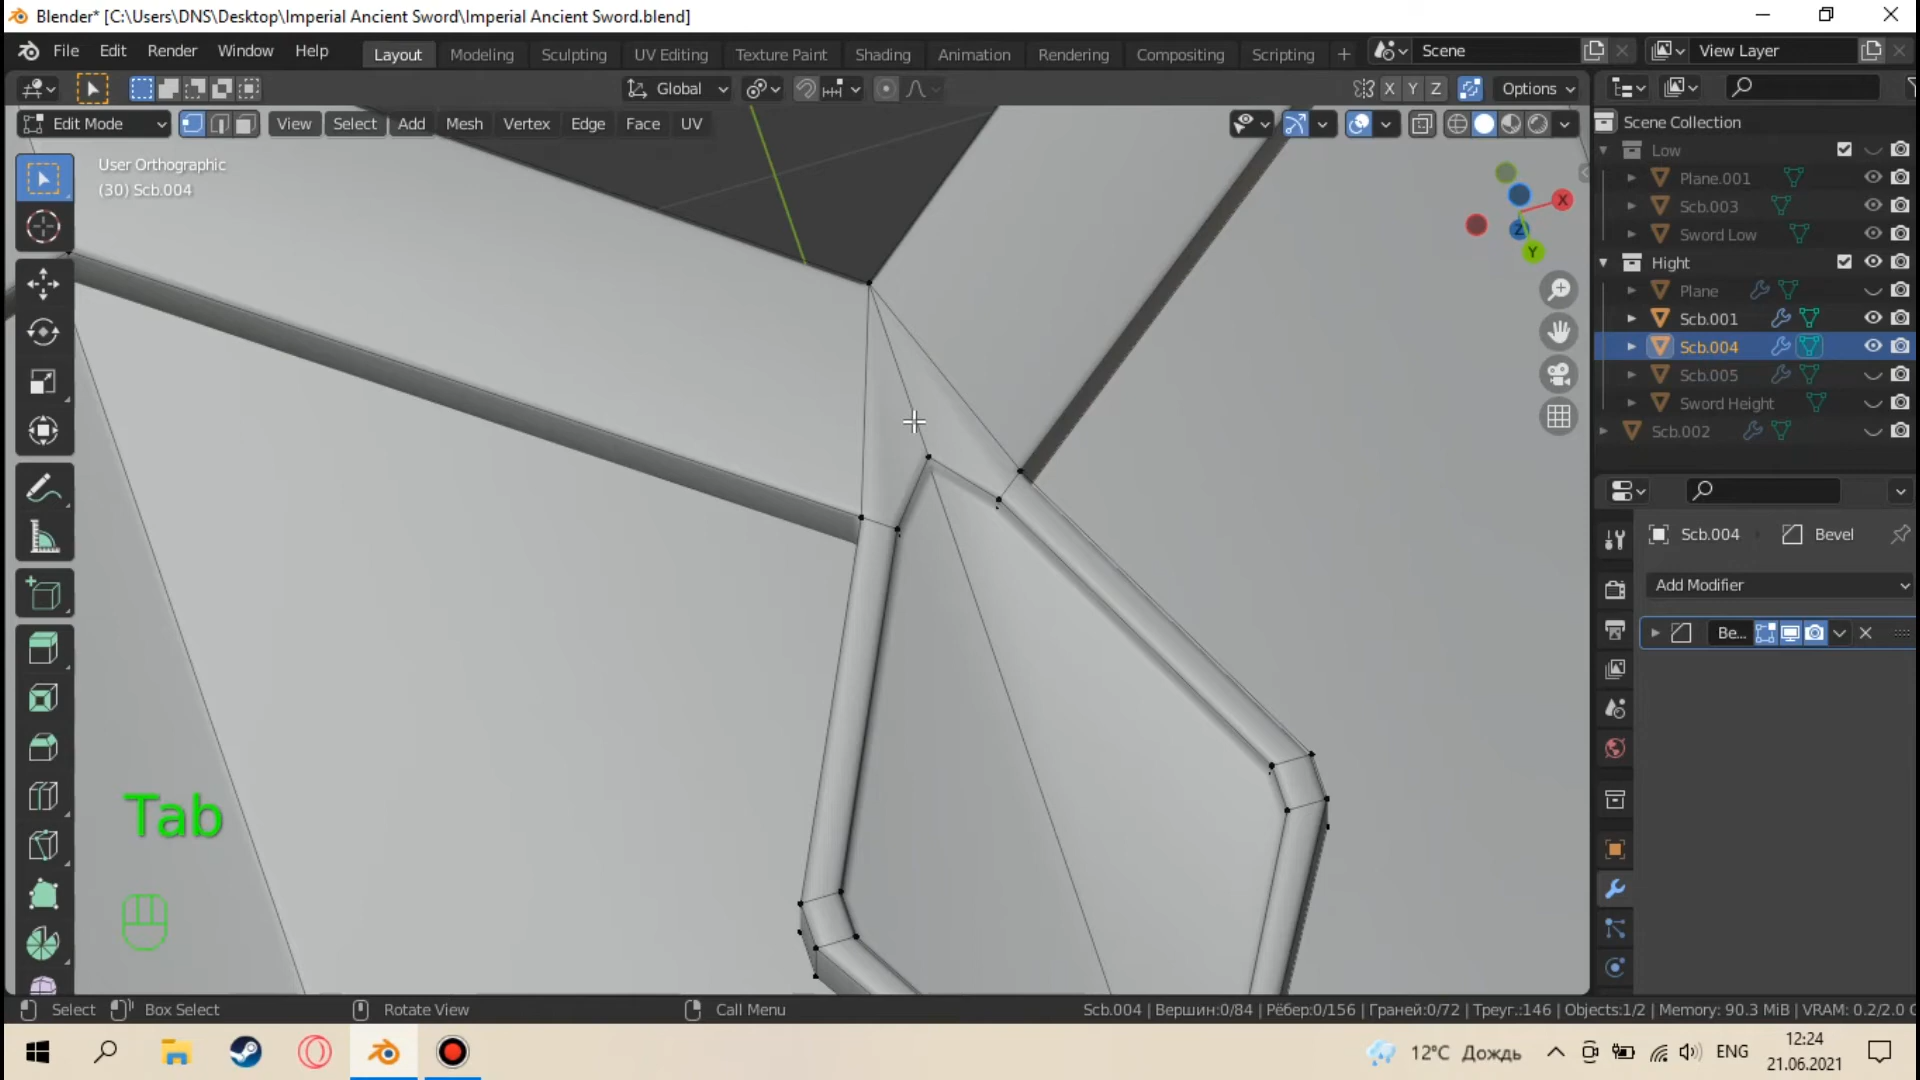 Blender* [C:\Users\DNS\Desktop\Imperial Ancient Sword\Imperial Ancient Sword.blend]
File Edit Render Window Help Layout Modeling Sculpting UV Editing Texture Paint Shading Animation Rendering Compositing Scripting + Scene View Layer
Global X Y Z Options
Edit Mode View Select Add Mesh Vertex Edge Face UV
User Orthographic
(30) Scb.004
X
Z
Y
Scene Collection
Low
Plane.001
Scb.003
Sword Low
Hight
Plane
Scb.001
Scb.004
Scb.005
Sword Height
Scb.002
Scb.004 Bevel
Add Modifier
Be...
Tab
Select Box Select Rotate View Call Menu Scb.004 | Вершин:0/84 | Рёбер:0/156 | Граней:0/72 | Треуг.:146 | Objects:1/2 | Memory: 90.3 MiB | VRAM: 0.2/2.0 G
12°C Дождь ENG 12:24
21.06.2021